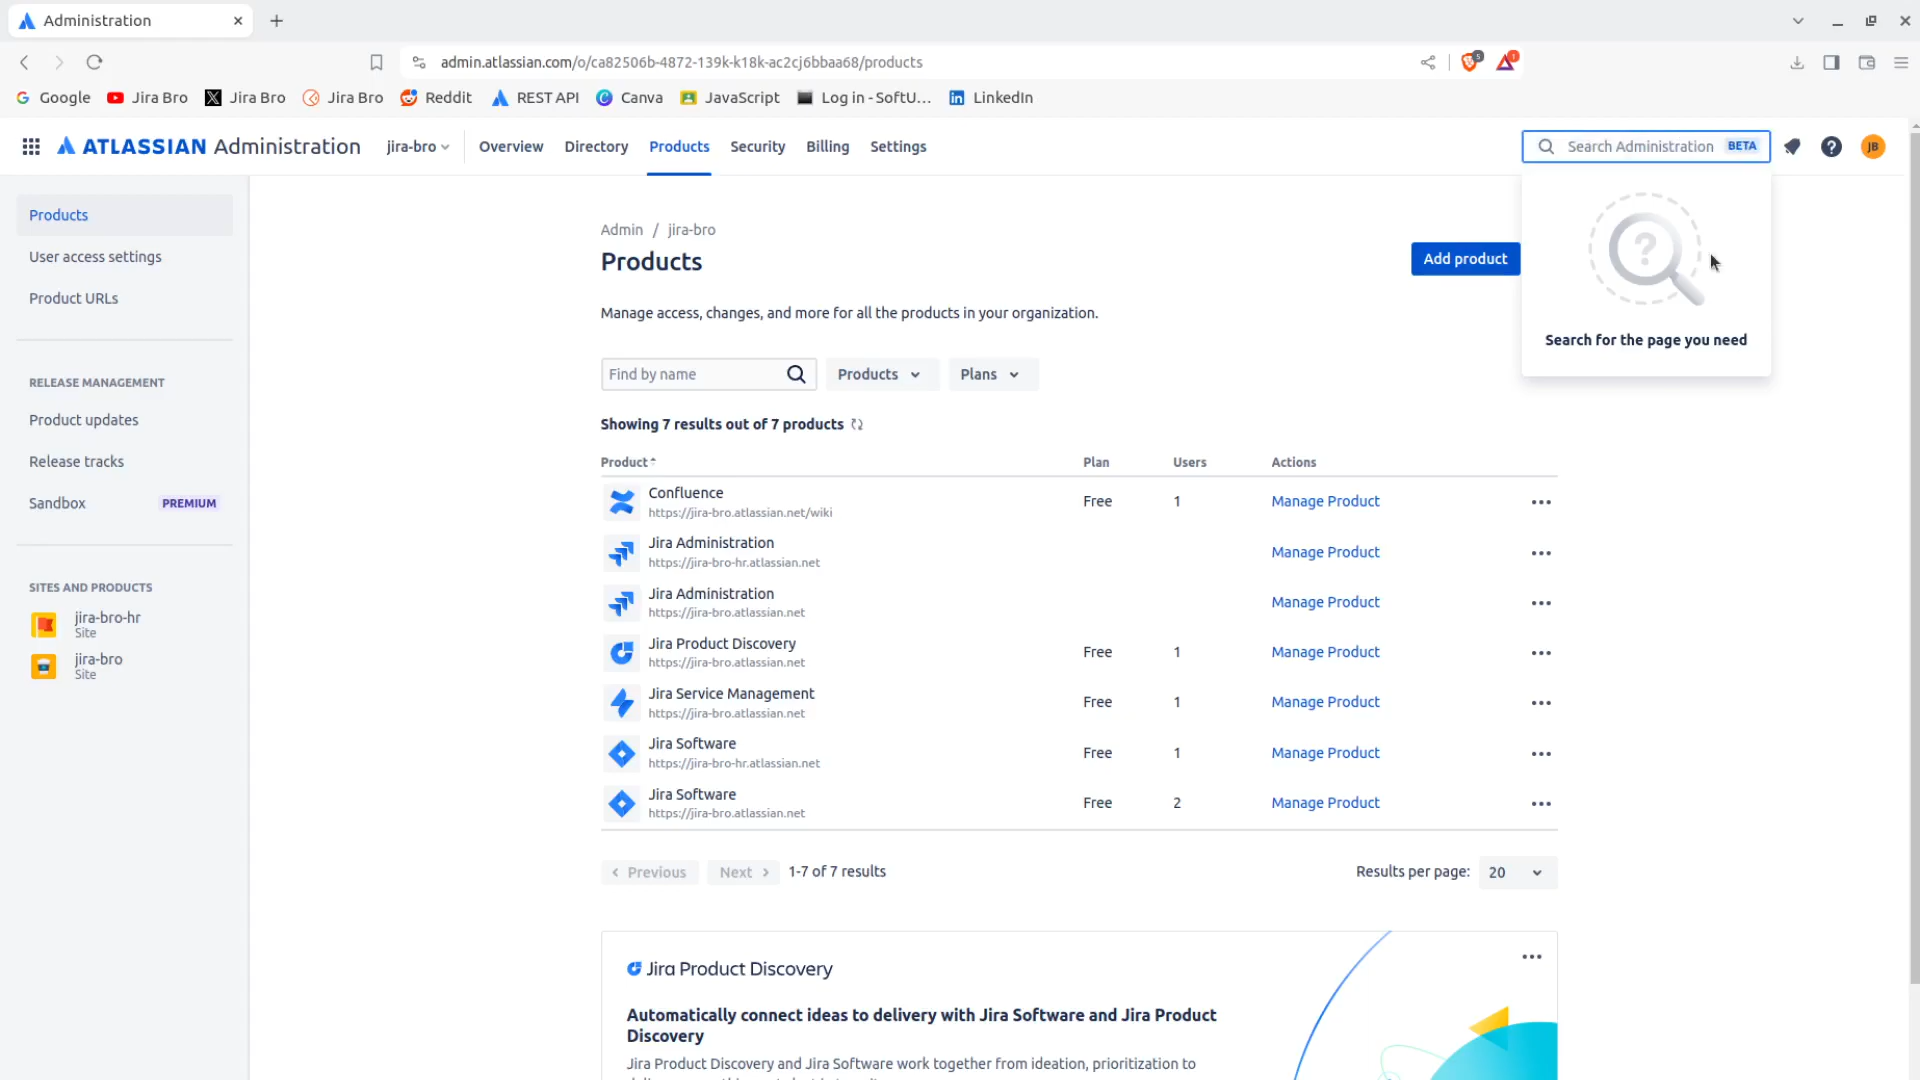 Administration
admin.atlassian.com/o/ca82506b-4872-139k-k18k-ac2cj6bbaa68/products
5
1
Google Jira Bro Jira Bro Jira Bro Reddit REST API Canva JavaScript Log in - SoftU... LinkedIn
ATLASSIAN Administration jira-bro Overview Directory Products Security Billing Settings Search Administration BETA JB
Products
User access settings
Product URLs
RELEASE MANAGEMENT
Product updates
Release tracks
Sandbox PREMIUM
SITES AND PRODUCTS
jira-bro-hr
Site
jira-bro
Site
Admin / jira-bro
Products
Add product
Search for the page you need
Manage access, changes, and more for all the products in your organization.
Find by name Products Plans
Showing 7 results out of 7 products
Product Plan Users Actions
Confluence
https://jira-bro.atlassian.net/wiki
Free 1 Manage Product
Jira Administration
https://jira-bro-hr.atlassian.net
Manage Product
Jira Administration
https://jira-bro.atlassian.net
Manage Product
Jira Product Discovery
https://jira-bro.atlassian.net
Free 1 Manage Product
Jira Service Management
https://jira-bro.atlassian.net
Free 1 Manage Product
Jira Software
https://jira-bro-hr.atlassian.net
Free 1 Manage Product
Jira Software
https://jira-bro.atlassian.net
Free 2 Manage Product
Previous Next 1-7 of 7 results Results per page: 20
Jira Product Discovery
Automatically connect ideas to delivery with Jira Software and Jira Product
Discovery
Jira Product Discovery and Jira Software work together from ideation, prioritization to